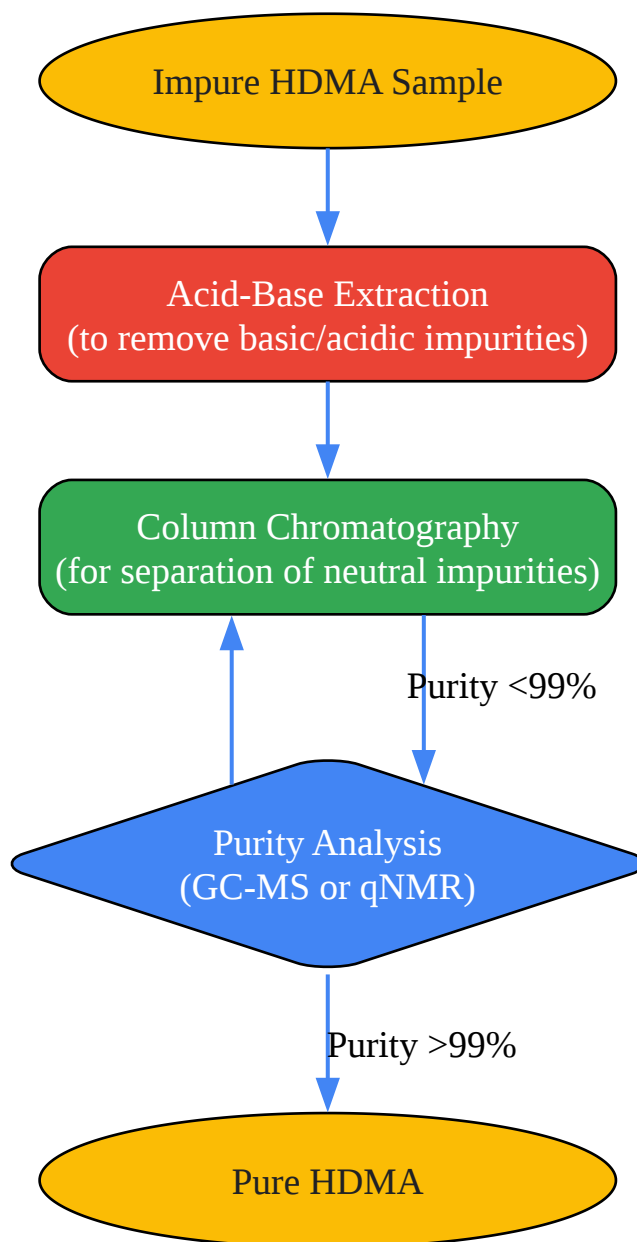 Impure HDMA Sample
Acid-Base Extraction
(to remove basic/acidic impurities)
Column Chromatography
(for separation of neutral impurities)
Purity <99%
Purity Analysis
(GC-MS or qNMR)
Purity >99%
Pure HDMA